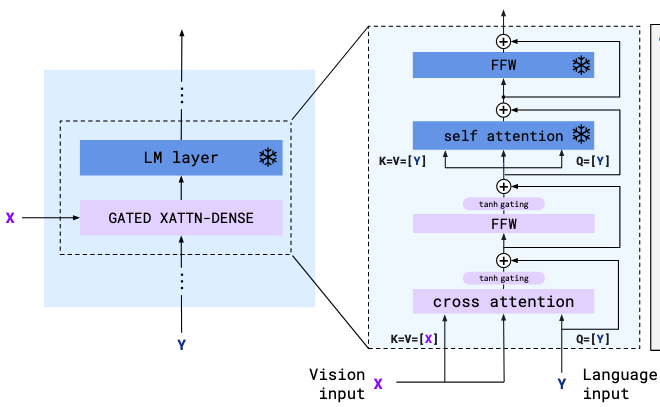 LM layer
X
GATED XATTN-DENSE
Y
FFW
self attention
K=V=[Y]
Q=[Y]
tanh gating
FFW
tanh gating
cross attention
K=V=[X]
Q=[Y]
Vision
input
X
Y
Language
input